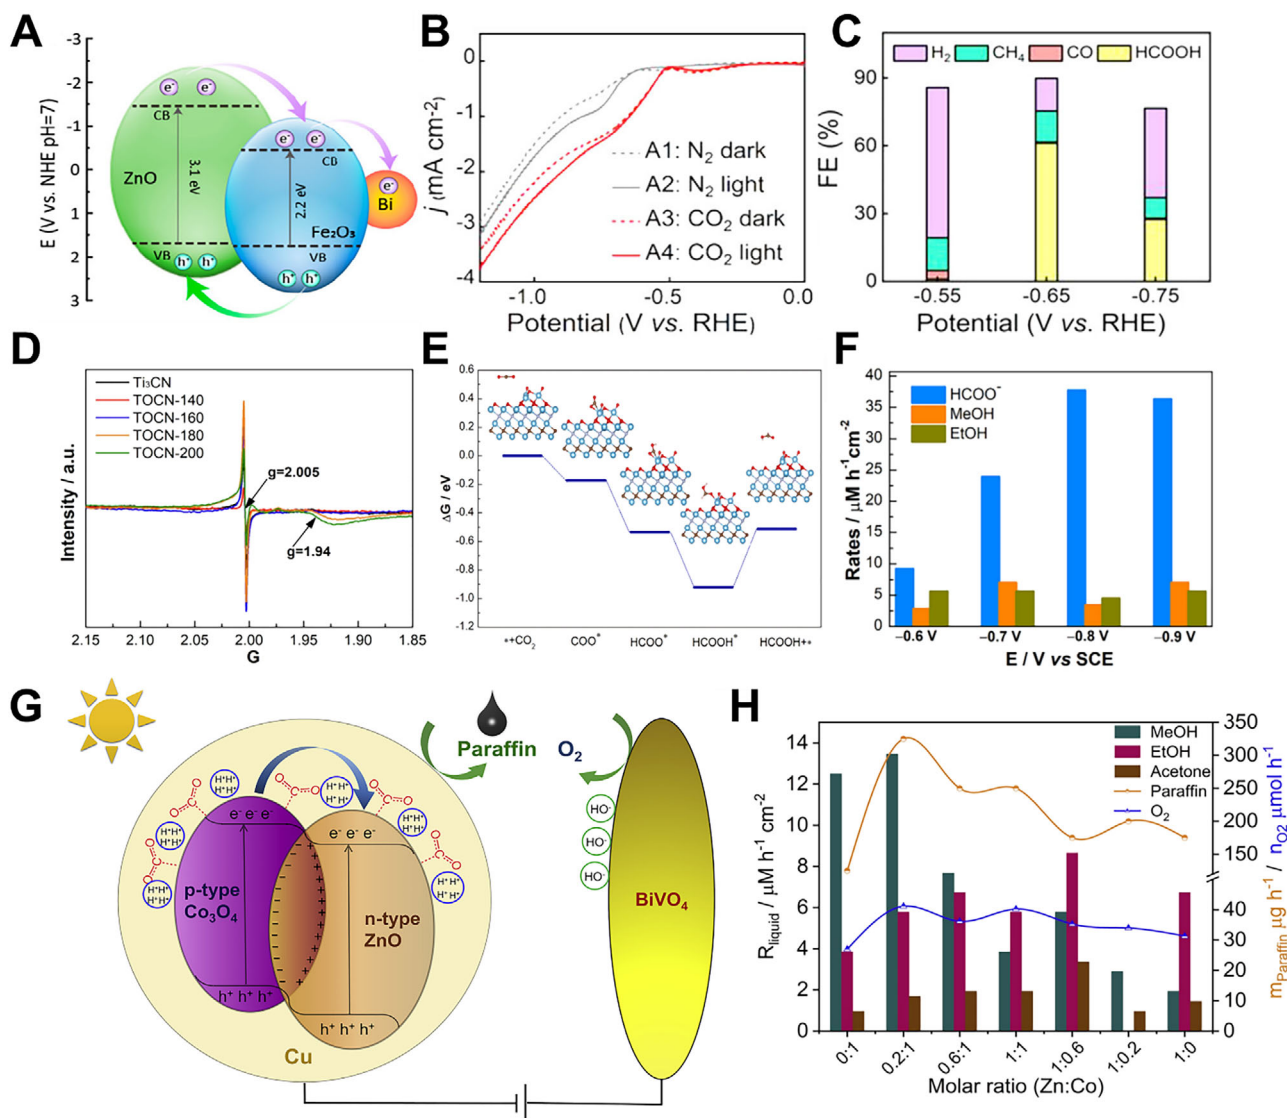 A
E (V vs. NHE pH=7)
-3
-2
-1
0
1
2
3
e- e-
CB
ZnO
3.1 eV
VB
h+ h+
e- e-
CB
2.2 eV
Fe₂O₃
VB
h+ h+
e-
Bi
B
j (mA cm-2)
0
-1
-2
-3
-4
A1: N2 dark
A2: N2 light
A3: CO2 dark
A4: CO2 light
-1.0 -0.5 0.0
Potential (V vs. RHE)
C
H2 CH4 CO HCOOH
FE (%)
90
60
30
0
-0.55 -0.65 -0.75
Potential (V vs. RHE)
D
Intensity / a.u.
Ti₃CN
TOCN-140
TOCN-160
TOCN-180
TOCN-200
g=2.005
g=1.94
2.15 2.10 2.05 2.00 1.95 1.90 1.85
G
E
ΔG / eV
0.6
0.4
0.2
0.0
-0.2
-0.4
-0.6
-0.8
-1.0
-1.2
*+CO2 COO* HCOO* HCOOH* HCOOH+*
F
Rates / μM h-1cm-2
40
35
30
25
20
15
10
5
0
HCOO-
MeOH
EtOH
−0.6 V −0.7 V −0.8 V −0.9 V
E / V vs SCE
G
Paraffin O2
H+H+ H+H+
O C O
e- e- e-
e- e- e-
p-type
Co3O4
n-type
ZnO
h+ h+ h+
h+ h+ h+
Cu
HO-
HO-
HO-
BiVO4
H
Rliquid / μM h-1 cm-2
14
12
10
8
6
4
2
0
MeOH
EtOH
Acetone
Paraffin
O2
350
300
250
200
150
40
30
20
10
0
mParaffin μg h-1 / nO2 μmol h-1
0:1 0.2:1 0.6:1 1:1 1:0.6 1:0.2 1:0
Molar ratio (Zn:Co)